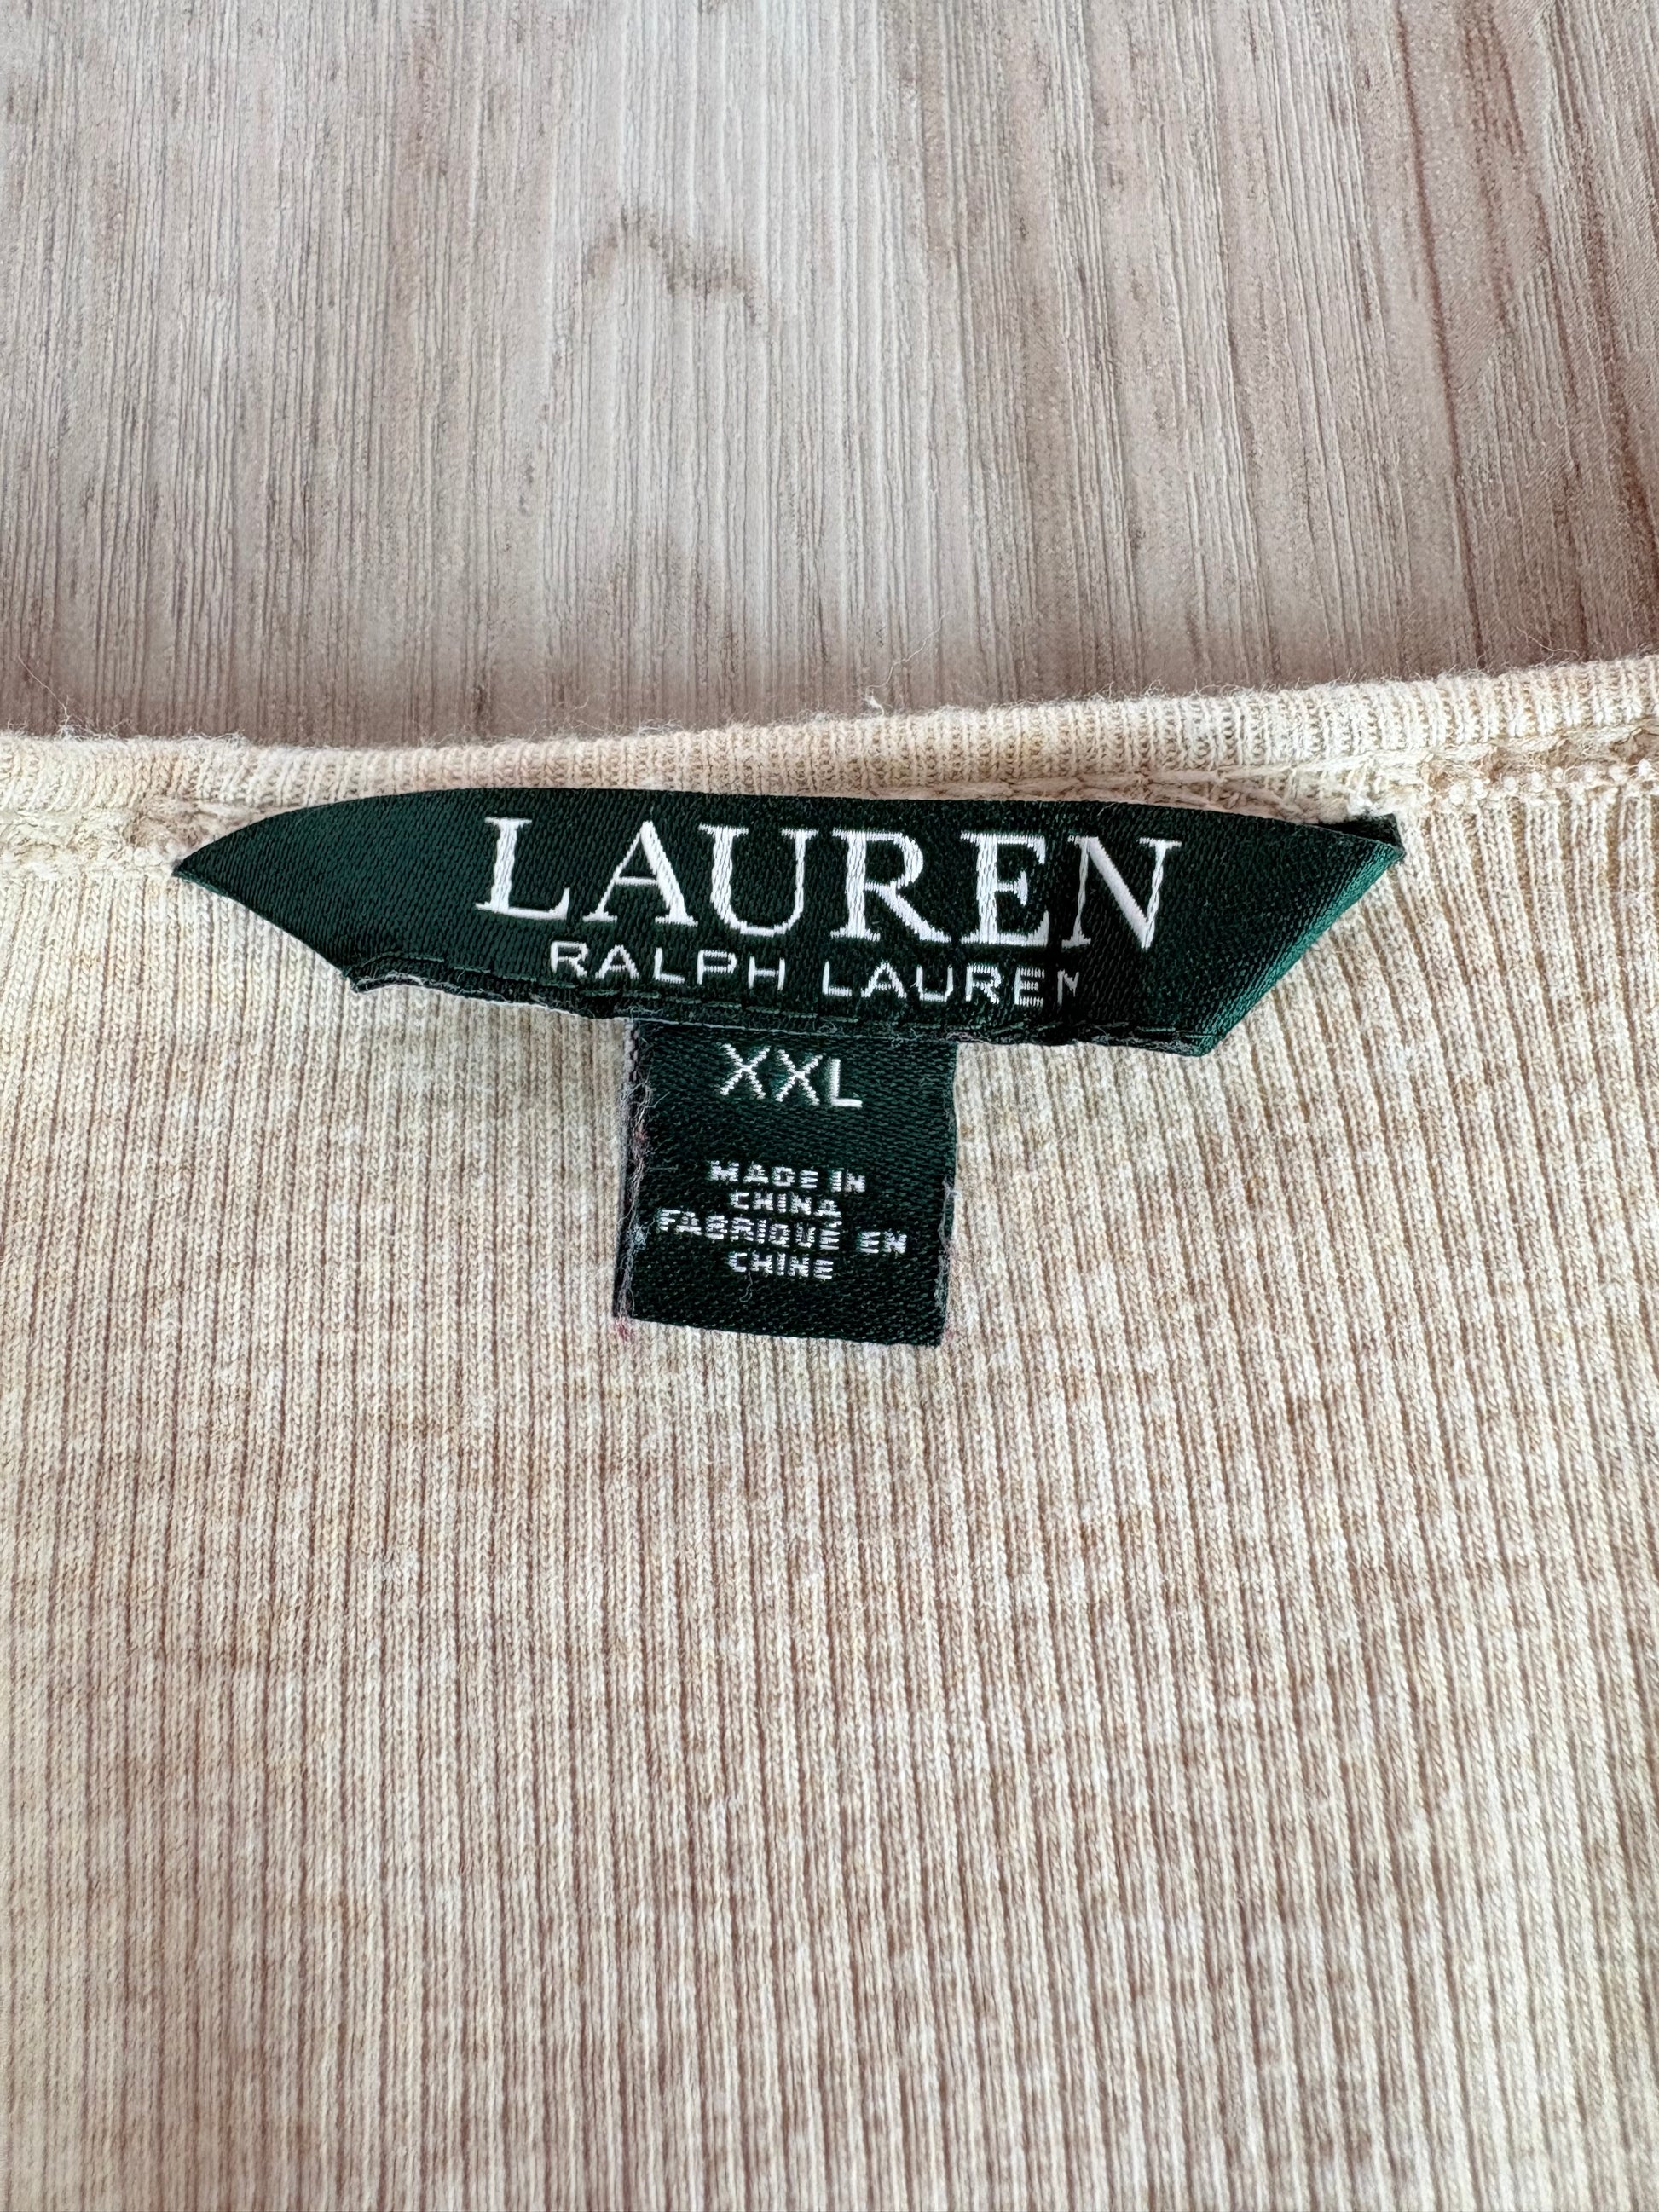 LAUREN
RALPH LAUREN
XXL
MADE IN
CHINA
FABRIQUÉ EN
CHINE